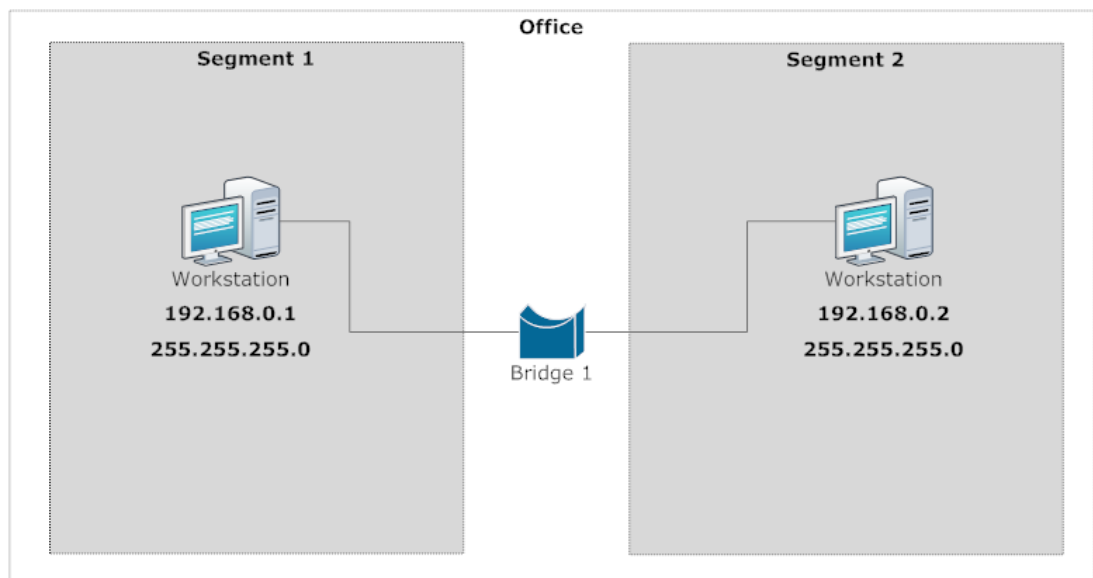 Office
Segment 1
Segment 2
Workstation
192.168.0.1
255.255.255.0
Bridge 1
Workstation
192.168.0.2
255.255.255.0